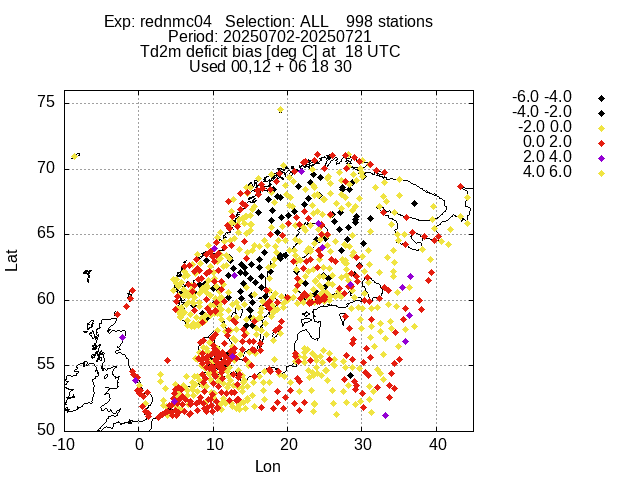 Exp: rednmc04 Selection: ALL 998 stations
Period: 20250702-20250721
Td2m deficit bias [deg C] at 18 UTC
Used 00,12 + 06 18 30
-6.0 -4.0
-4.0 -2.0
-2.0 0.0
0.0 2.0
2.0 4.0
4.0 6.0
75
70
65
60
55
50
Lat
-10 0 10 20 30 40
Lon